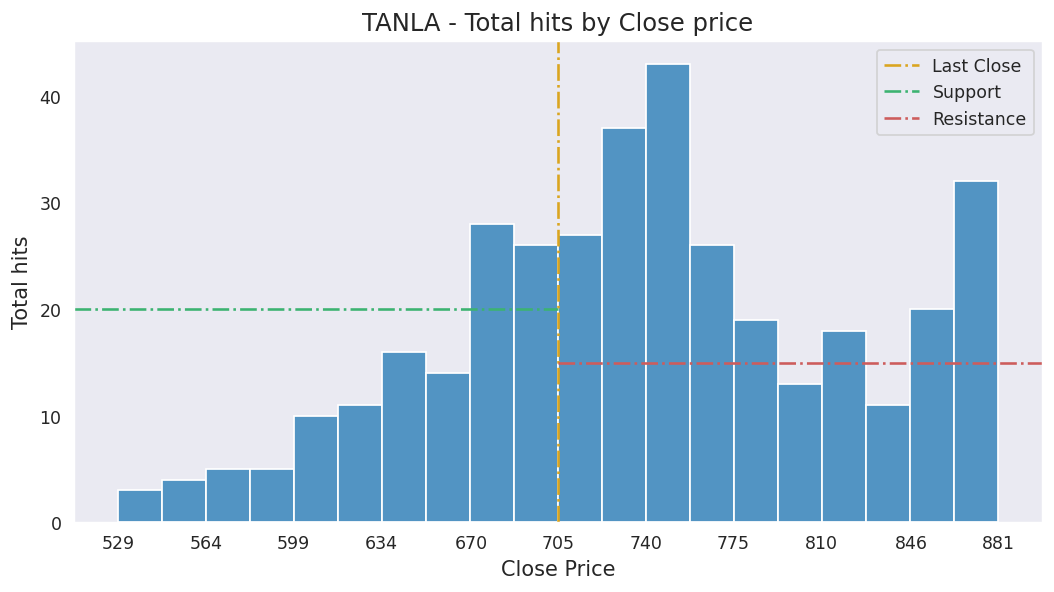 TANLA - Total hits by Close price
Last Close
Support
Resistance
Total hits
40
30
20
10
0
529 564 599 634 670 705 740 775 810 846 881
Close Price